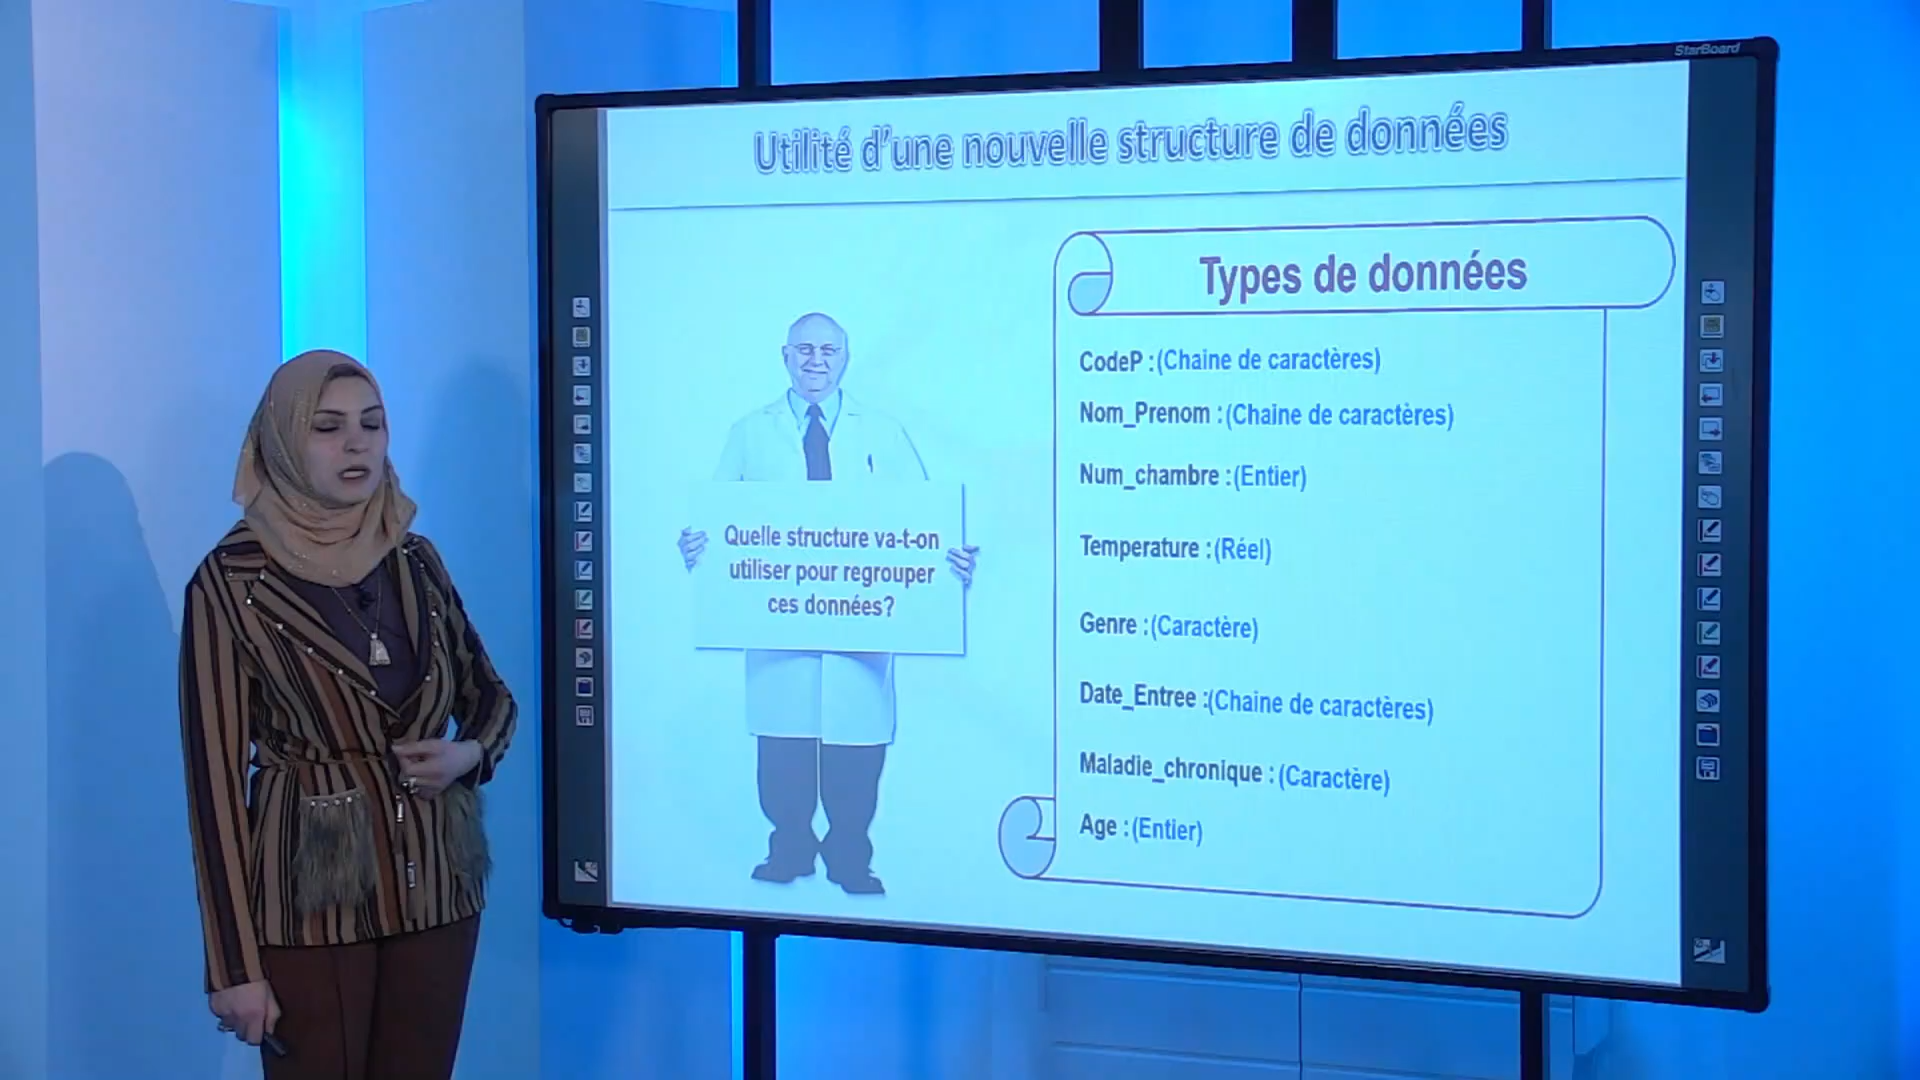 StarBoard
Utilité d'une nouvelle structure de données
Types de données
CodeP :(Chaine de caractères)
Nom_Prenom :(Chaine de caractères)
Num_chambre :(Entier)
Temperature :(Réel)
Genre :(Caractère)
Date_Entree :(Chaine de caractères)
Maladie_chronique :(Caractère)
Age :(Entier)
Quelle structure va-t-on
utiliser pour regrouper
ces données?